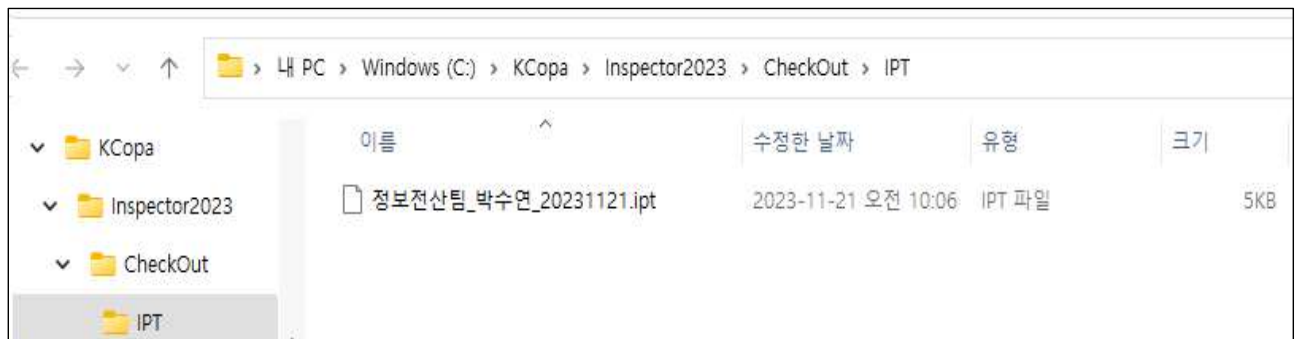 내 PC > Windows (C:) > KCopa > Inspector2023 > CheckOut > IPT
KCopa
Inspector2023
CheckOut
IPT
이름 수정한 날짜 유형 크기
정보전산팀_박수연_20231121.ipt 2023-11-21 오전 10:06 IPT 파일 5KB